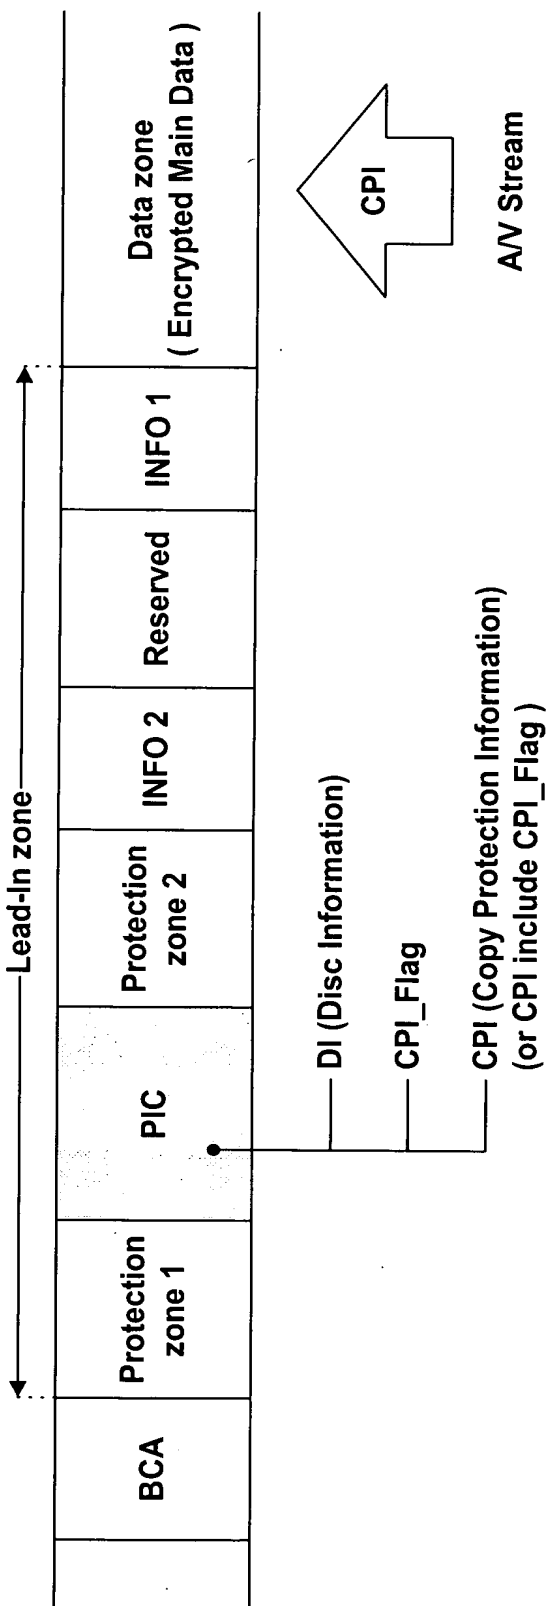 Lead-In zone
BCA
Protection
zone 1
PIC
Protection
zone 2
INFO 2
Reserved
INFO 1
Data zone
( Encrypted Main Data )
DI (Disc Information)
CPI_Flag
CPI (Copy Protection Information)
(or CPI include CPI_Flag )
CPI
A/V Stream